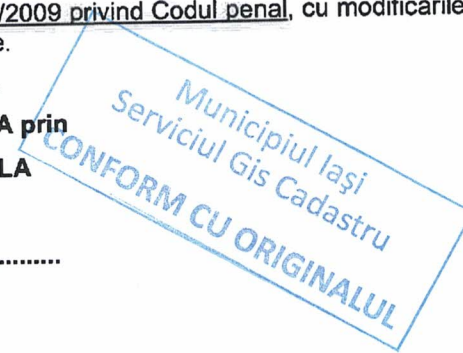 /2009 privind Codul penal, cu modificările
e.
A prin
LA
..........
Municipiul Iași
Serviciul Gis Cadastru
CONFORM CU ORIGINALUL